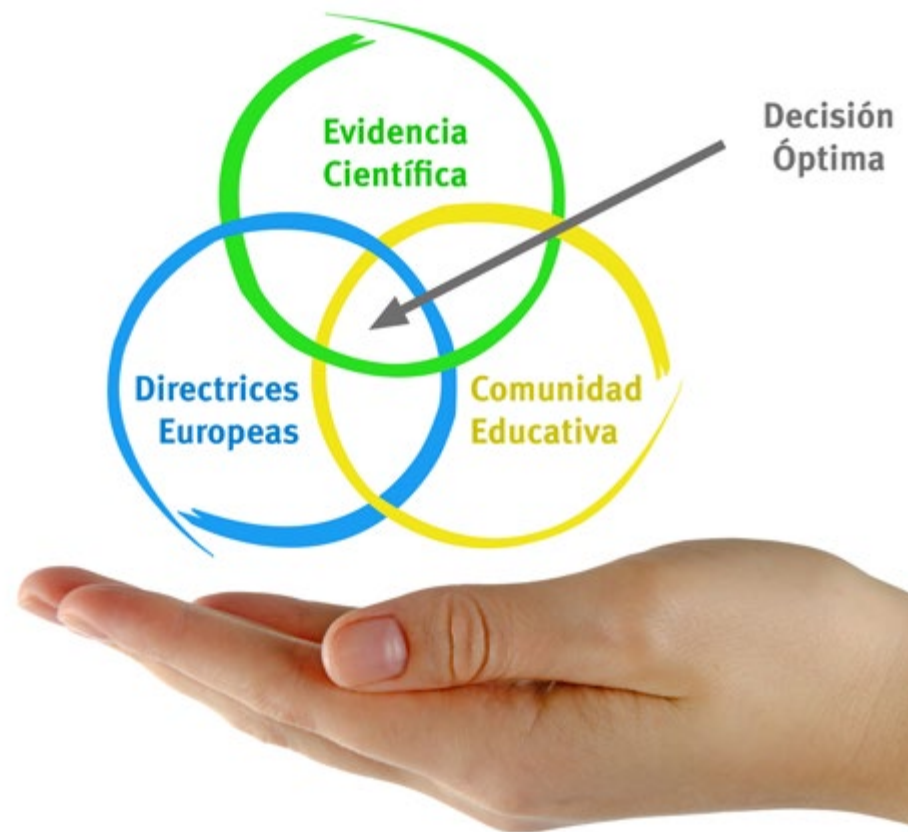 Evidencia
Científica
Decisión
Óptima
Directrices
Europeas
Comunidad
Educativa